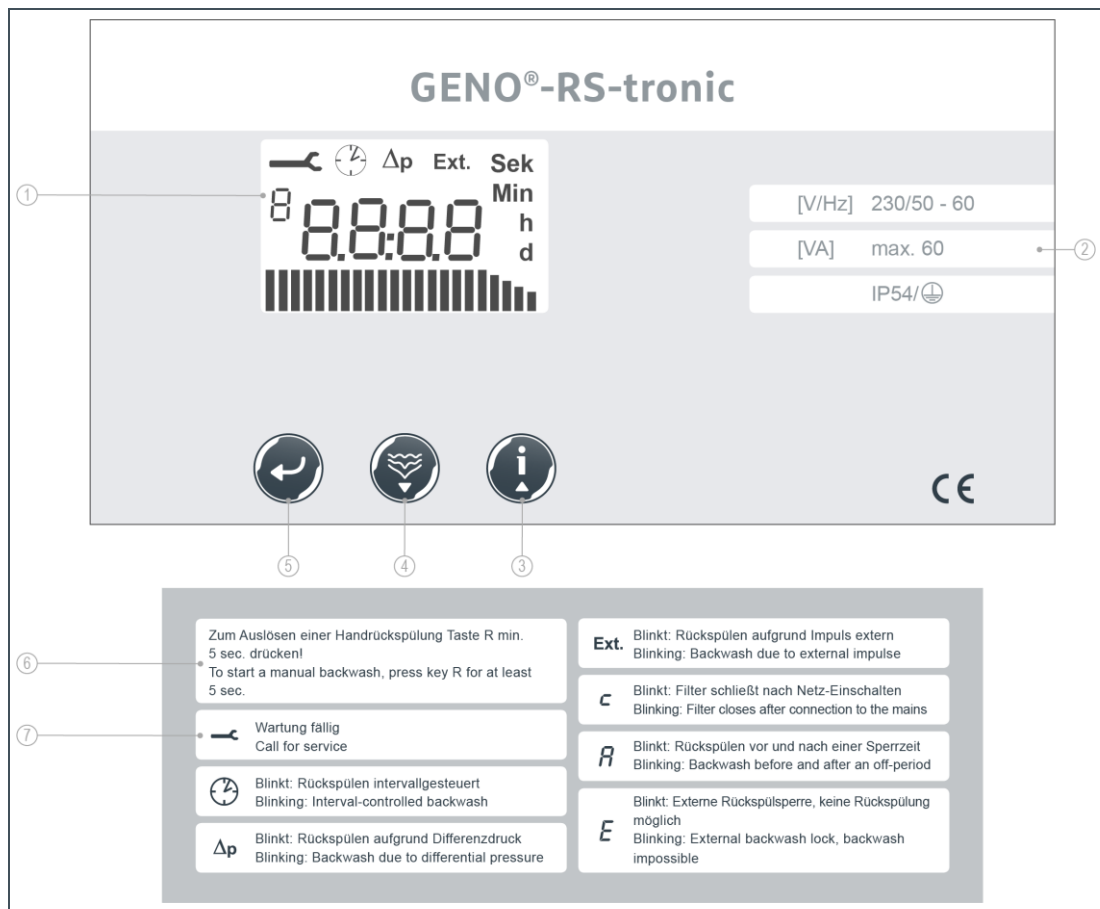 GENO®-RS-tronic
Δp Ext. Sek
Min
h
d
8 8.8:8.8
1
[V/Hz] 230/50 - 60
[VA] max. 60
2
IP54/
i
CE
5 4 3
Zum Auslösen einer Handrückspülung Taste R min.
5 sec. drücken!
To start a manual backwash, press key R for at least
5 sec.
6
Wartung fällig
Call for service
7
Blinkt: Rückspülen intervallgesteuert
Blinking: Interval-controlled backwash
Δp
Blinkt: Rückspülen aufgrund Differenzdruck
Blinking: Backwash due to differential pressure
Ext.
Blinkt: Rückspülen aufgrund Impuls extern
Blinking: Backwash due to external impulse
c
Blinkt: Filter schließt nach Netz-Einschalten
Blinking: Filter closes after connection to the mains
A
Blinkt: Rückspülen vor und nach einer Sperrzeit
Blinking: Backwash before and after an off-period
E
Blinkt: Externe Rückspülsperre, keine Rückspülung
möglich
Blinking: External backwash lock, backwash
impossible